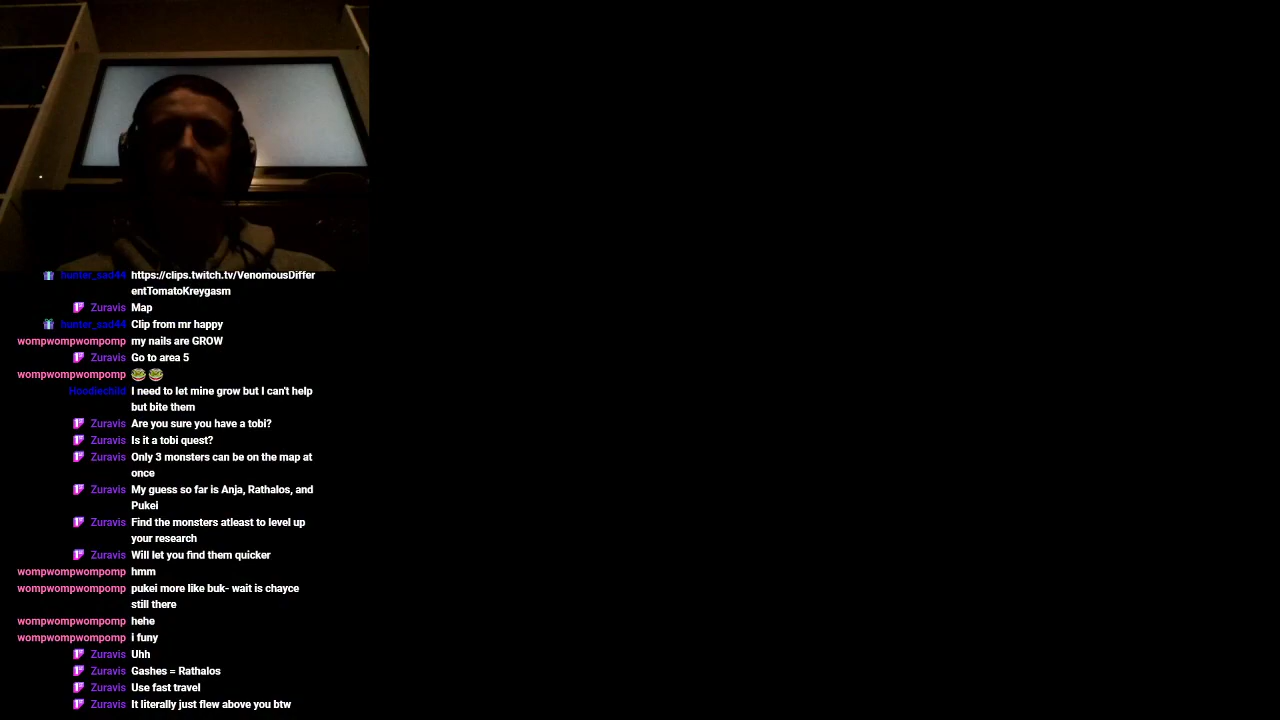 hunter_sad44 https://clips.twitch.tv/VenomousDiffer
entTomatoKreygasm
Zuravis Map
hunter_sad44 Clip from mr happy
wompwompwompomp my nails are GROW
Zuravis Go to area 5
wompwompwompomp
Hoodiechild I need to let mine grow but I can't help
but bite them
Zuravis Are you sure you have a tobi?
Zuravis Is it a tobi quest?
Zuravis Only 3 monsters can be on the map at
once
Zuravis My guess so far is Anja, Rathalos, and
Pukei
Zuravis Find the monsters atleast to level up
your research
Zuravis Will let you find them quicker
wompwompwompomp hmm
wompwompwompomp pukei more like buk- wait is chayce
still there
wompwompwompomp hehe
wompwompwompomp i funy
Zuravis Uhh
Zuravis Gashes = Rathalos
Zuravis Use fast travel
Zuravis It literally just flew above you btw